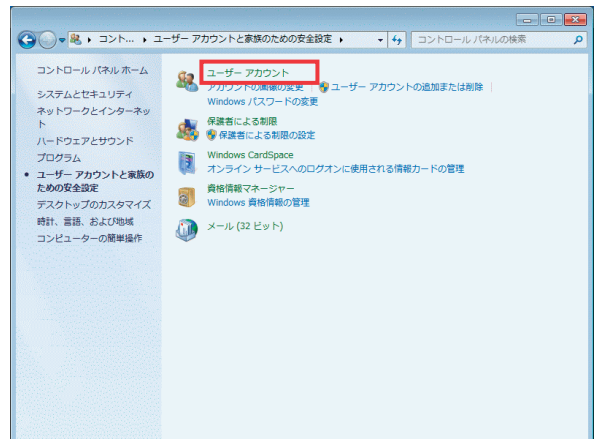 コント... ユーザー アカウントと家族のための安全設定
コントロール パネルの検索
コントロール パネル ホーム
システムとセキュリティ
ネットワークとインターネッ
ト
ハードウェアとサウンド
プログラム
ユーザー アカウントと家族の
ための安全設定
デスクトップのカスタマイズ
時計、言語、および地域
コンピューターの簡単操作
ユーザー アカウント
アカウントの画像の変更 ユーザー アカウントの追加または削除
Windows パスワードの変更
保護者による制限
保護者による制限の設定
Windows CardSpace
オンライン サービスへのログオンに使用される情報カードの管理
資格情報マネージャー
Windows 資格情報の管理
メール (32 ビット)